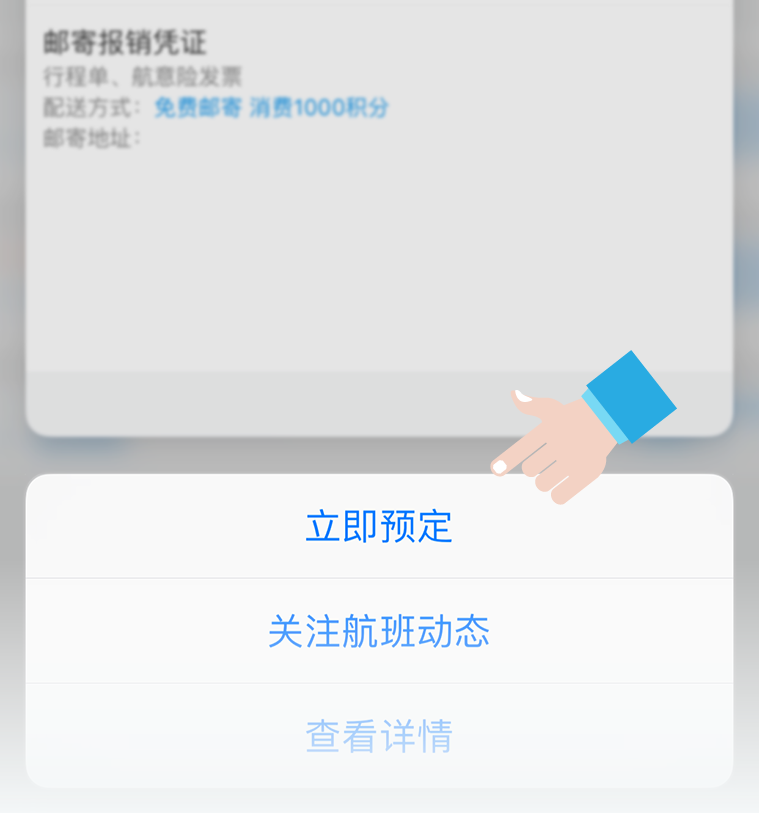 邮寄报销凭证
行程单、航意险发票
配送方式：免费邮寄 消费1000积分
邮寄地址：
立即预定
关注航班动态
查看详情